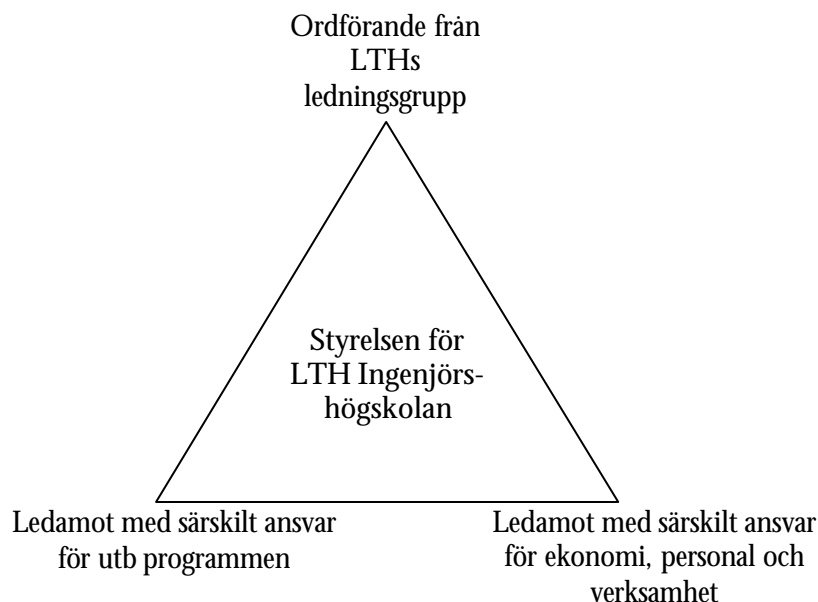 Ordförande från
LTHs
ledningsgrupp
Styrelsen för
LTH Ingenjörs-
högskolan
Ledamot med särskilt ansvar
för utb programmen
Ledamot med särskilt ansvar
för ekonomi, personal och
verksamhet